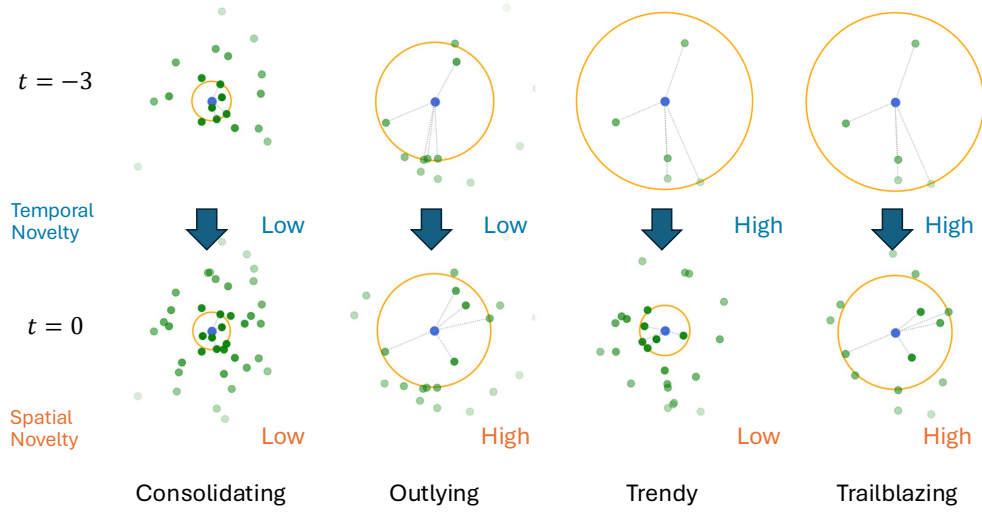 t = −3
Temporal
Novelty
Low
Low
High
High
t = 0
Spatial
Novelty
Low
High
Low
High
Consolidating
Outlying
Trendy
Trailblazing